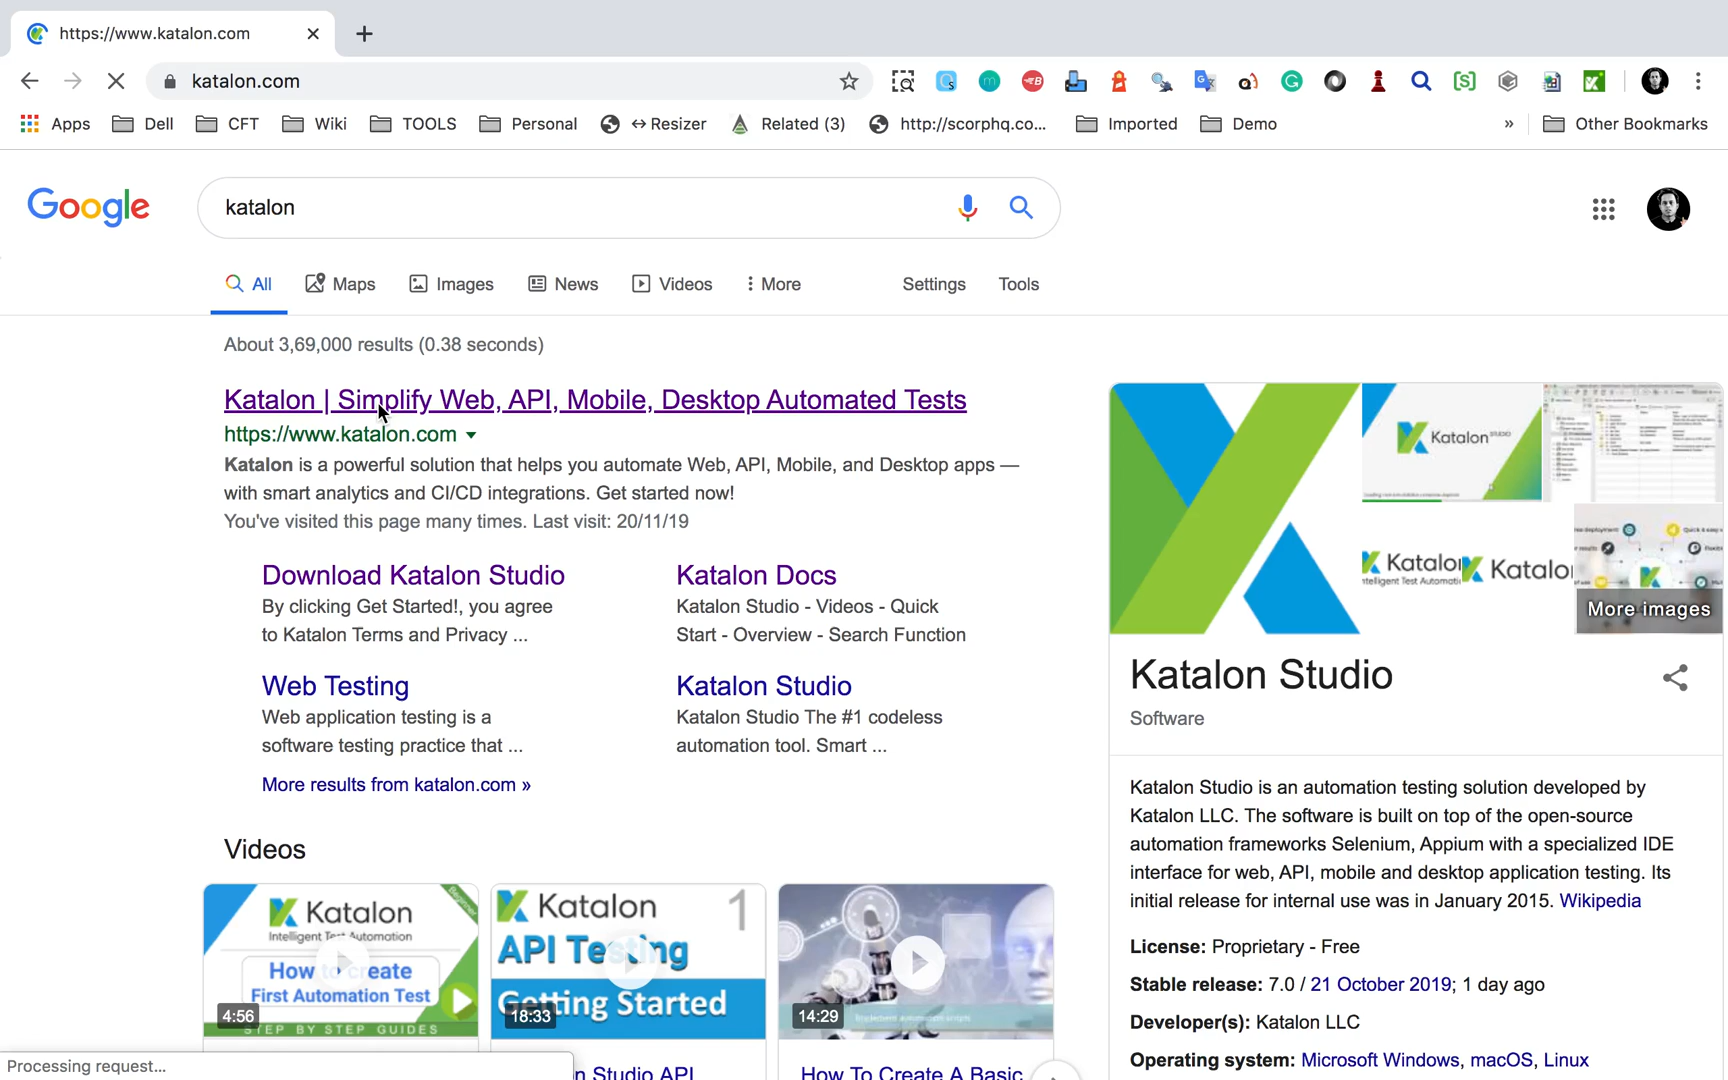 https://www.katalon.com
katalon.com
Apps Dell CFT Wiki TOOLS Personal ↔Resizer Related (3) http://scorphq.co... Imported Demo » Other Bookmarks
Google
katalon
All Maps Images News Videos More Settings Tools
About 3,69,000 results (0.38 seconds)
Katalon | Simplify Web, API, Mobile, Desktop Automated Tests
https://www.katalon.com
Katalon is a powerful solution that helps you automate Web, API, Mobile, and Desktop apps —
with smart analytics and CI/CD integrations. Get started now!
You've visited this page many times. Last visit: 20/11/19
Download Katalon Studio
By clicking Get Started!, you agree
to Katalon Terms and Privacy ...
Katalon Docs
Katalon Studio - Videos - Quick
Start - Overview - Search Function
Web Testing
Web application testing is a
software testing practice that ...
Katalon Studio
Katalon Studio The #1 codeless
automation tool. Smart ...
More results from katalon.com »
Videos
Katalon
Intelligent Test Automation
Beginner
How to create
First Automation Test
4:56
STEP BY STEP GUIDES
Katalon 1
API Testing
Getting Started
18:33
n Studio API
14:29
How To Create A Basic
Katalon STUDIO
Katalon
Katalo
More images
Katalon Studio
Software
Katalon Studio is an automation testing solution developed by
Katalon LLC. The software is built on top of the open-source
automation frameworks Selenium, Appium with a specialized IDE
interface for web, API, mobile and desktop application testing. Its
initial release for internal use was in January 2015. Wikipedia
License: Proprietary - Free
Stable release: 7.0 / 21 October 2019; 1 day ago
Developer(s): Katalon LLC
Operating system: Microsoft Windows, macOS, Linux
Processing request...